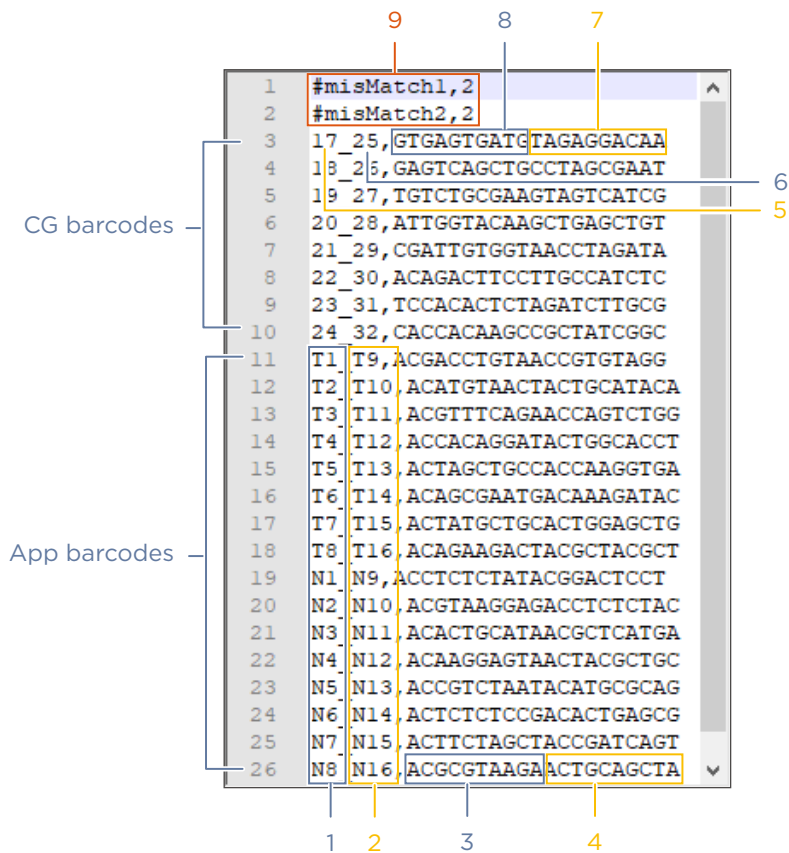 9 8 7
1 #misMatch1,2
2 #misMatch2,2
3 17_25,GTGAGTGATGTAGAGGACAA
4 18_26,GAGTCAGCTGCCTAGCGAAT
6
5 19_27,TGTCTGCGAAGTAGTCATCG
5
CG barcodes
6 20_28,ATTGGTACAAGCTGAGCTGT
7 21_29,CGATTGTGGTAACCTAGATA
8 22_30,ACAGACTTCCTTGCCATCTC
9 23_31,TCCACACTCTAGATCTTGCG
10 24_32,CACCACAAGCCGCTATCGGC
11 T1_T9,ACGACCTGTAACCGTGTAGG
12 T2_T10,ACATGTAACTACTGCATACA
13 T3_T11,ACGTTTCAGAACCAGTCTGG
14 T4_T12,ACCACAGGATACTGGCACCT
15 T5_T13,ACTAGCTGCCACCAAGGTGA
16 T6_T14,ACAGCGAATGACAAAGATAC
17 T7_T15,ACTATGCTGCACTGGAGCTG
App barcodes
18 T8_T16,ACAGAAGACTACGCTACGCT
19 N1_N9,ACCTCTCTATACGGACTCCT
20 N2_N10,ACGTAAGGAGACCTCTCTAC
21 N3_N11,ACACTGCATAACGCTCATGA
22 N4_N12,ACAAGGAGTAACTACGCTGC
23 N5_N13,ACCGTCTAATACATGCGCAG
24 N6_N14,ACTCTCTCCGACACTGAGCG
25 N7_N15,ACTTCTAGCTACCGATCAGT
26 N8_N16,ACGCGTAAGAACTGCAGCTA
1 2 3 4